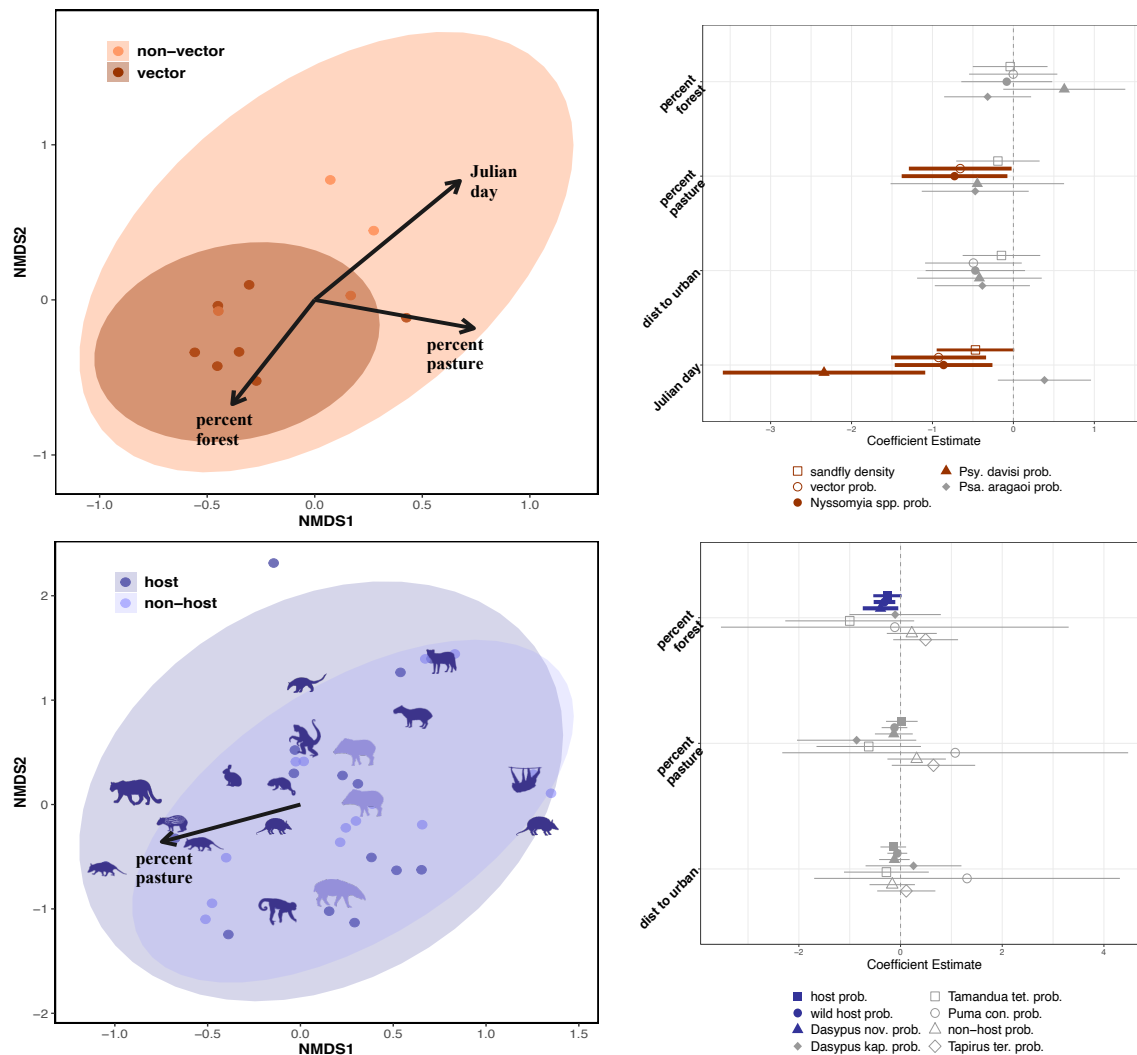 non−vector
vector
Julian
day
percent
pasture
percent
forest
1
0
−1
NMDS2
−1.0
−0.5
0.0
0.5
1.0
NMDS1
percent
forest
percent
pasture
dist to urban
Julian day
−3
−2
−1
0
1
Coefficient Estimate
sandfly density
vector prob.
Nyssomyia spp. prob.
Psy. davisi prob.
Psa. aragaoi prob.
host
non−host
percent
pasture
2
1
0
−1
−2
NMDS2
−1.0
−0.5
0.0
0.5
1.0
1.5
NMDS1
percent
forest
percent
pasture
dist to urban
−2
0
2
4
Coefficient Estimate
host prob.
wild host prob.
Dasypus nov. prob.
Dasypus kap. prob.
Tamandua tet. prob.
Puma con. prob.
non−host prob.
Tapirus ter. prob.